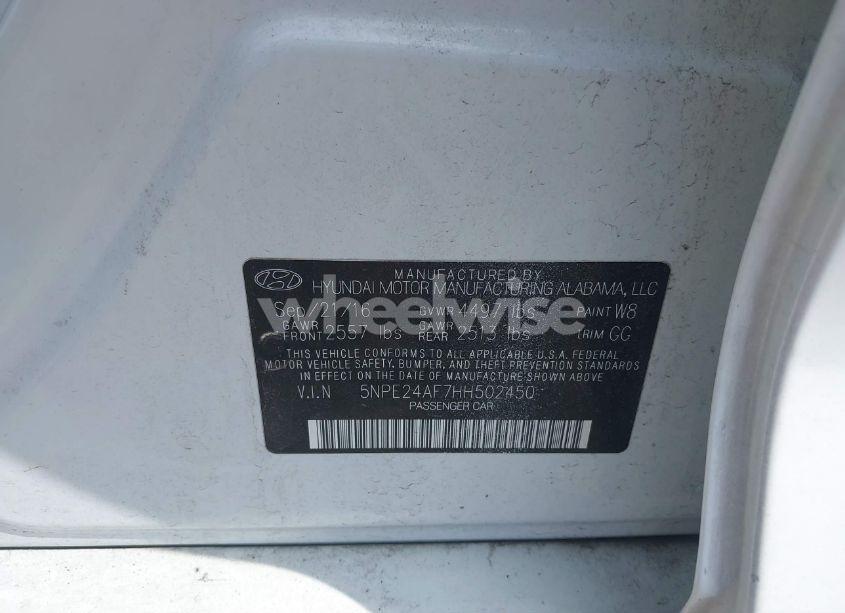 MANUFACTURED BY
HYUNDAI MOTOR MANUFACTURING ALABAMA, LLC
Sep / 21 / 16 GVWR 4497 lbs PAINT W8
GAWR FRONT 2557 lbs GAWR REAR 2513 lbs TRIM GG
THIS VEHICLE CONFORMS TO ALL APPLICABLE U.S.A. FEDERAL
MOTOR VEHICLE SAFETY, BUMPER, AND THEFT PREVENTION STANDARDS
IN EFFECT ON THE DATE OF MANUFACTURE SHOWN ABOVE
V.I.N 5NPE24AF7HH502450
PASSENGER CAR
wheelwise